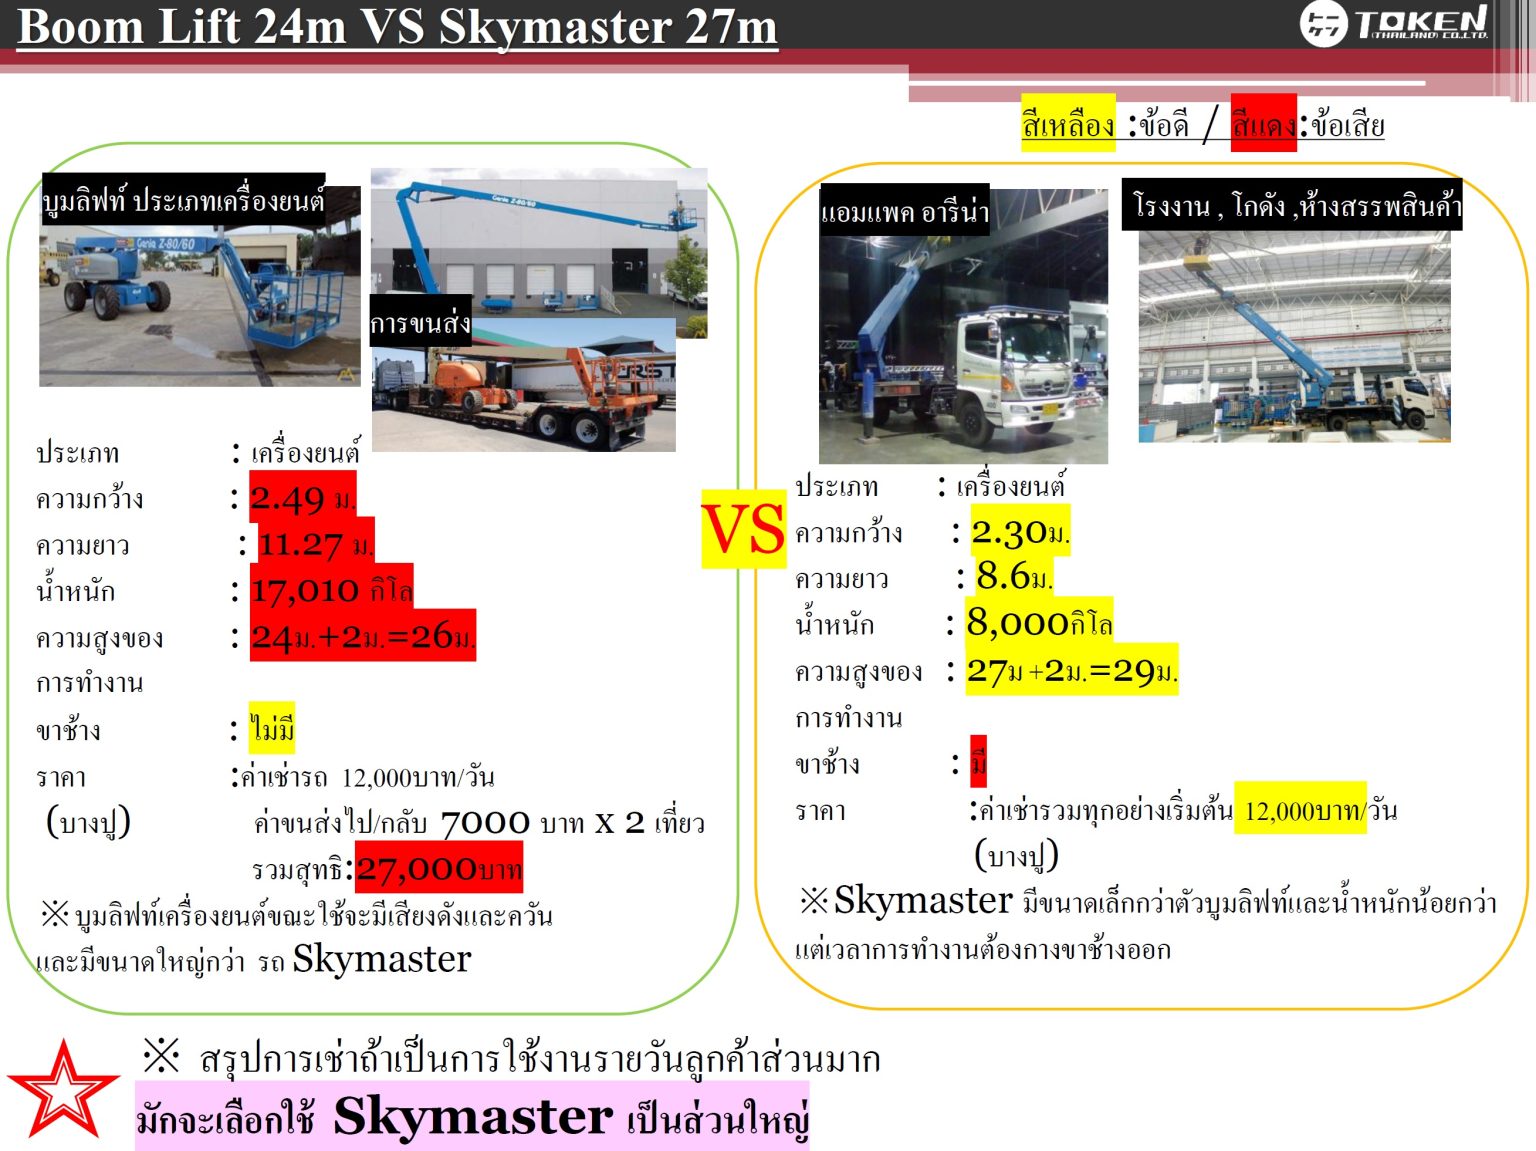 Boom Lift 24m VS Skymaster 27m
TOKEN
(THAILAND) CO.,LTD.
สีเหลือง :ข้อดี / สีแดง:ข้อเสีย
บูมลิฟท์ ประเภทเครื่องยนต์
Genie Z-80/60
Genie Z-80/60
การขนส่ง
ประเภท : เครื่องยนต์
ความกว้าง : 2.49 ม.
ความยาว : 11.27 ม.
น้ำหนัก : 17,010 กิโล
ความสูงของ : 24ม.+2ม.=26ม.
การทำงาน
ขาช้าง : ไม่มี
ราคา :ค่าเช่ารถ 12,000บาท/วัน
(บางปู) ค่าขนส่งไป/กลับ 7000 บาท x 2 เที่ยว
รวมสุทธิ:27,000บาท
※บูมลิฟท์เครื่องยนต์ขณะใช้จะมีเสียงดังและควัน
และมีขนาดใหญ่กว่า รถ Skymaster
VS
แอมแพค อารีน่า
โรงงาน , โกดัง ,ห้างสรรพสินค้า
ประเภท : เครื่องยนต์
ความกว้าง : 2.30ม.
ความยาว : 8.6ม.
น้ำหนัก : 8,000กิโล
ความสูงของ : 27ม +2ม.=29ม.
การทำงาน
ขาช้าง : มี
ราคา :ค่าเช่ารวมทุกอย่างเริ่มต้น 12,000บาท/วัน
(บางปู)
※Skymaster มีขนาดเล็กกว่าตัวบูมลิฟท์และน้ำหนักน้อยกว่า
แต่เวลาการทำงานต้องกางขาช้างออก
※ สรุปการเช่าถ้าเป็นการใช้งานรายวันลูกค้าส่วนมาก
มักจะเลือกใช้ Skymaster เป็นส่วนใหญ่